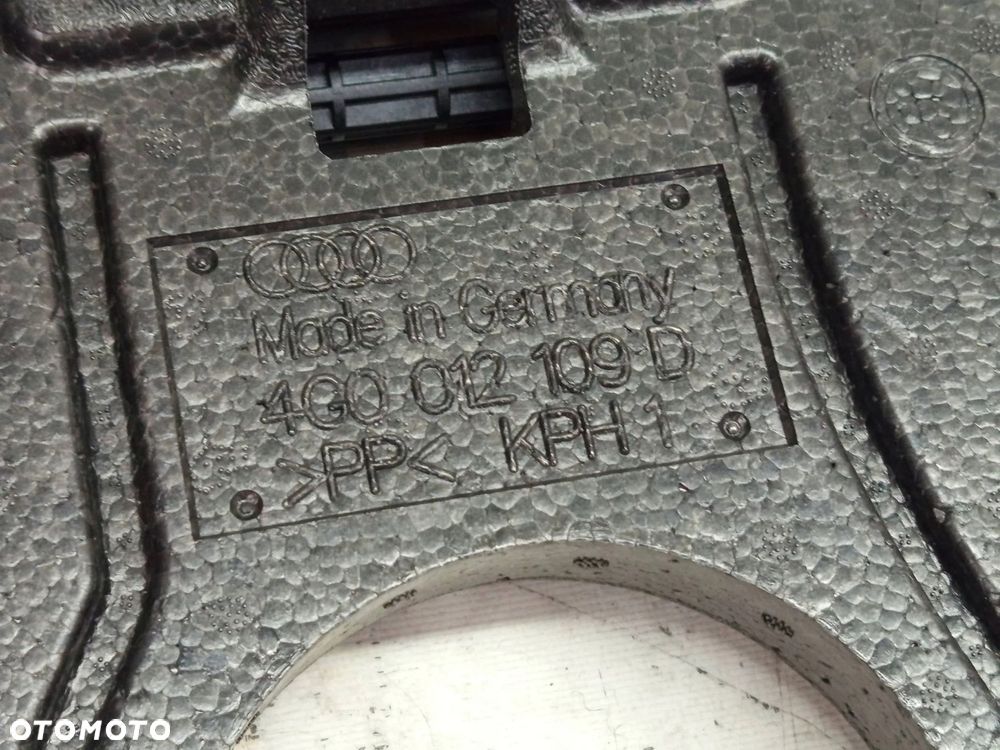 Made in Germany
4G0 012 109 D
>PP< KPH 1
OTOMOTO